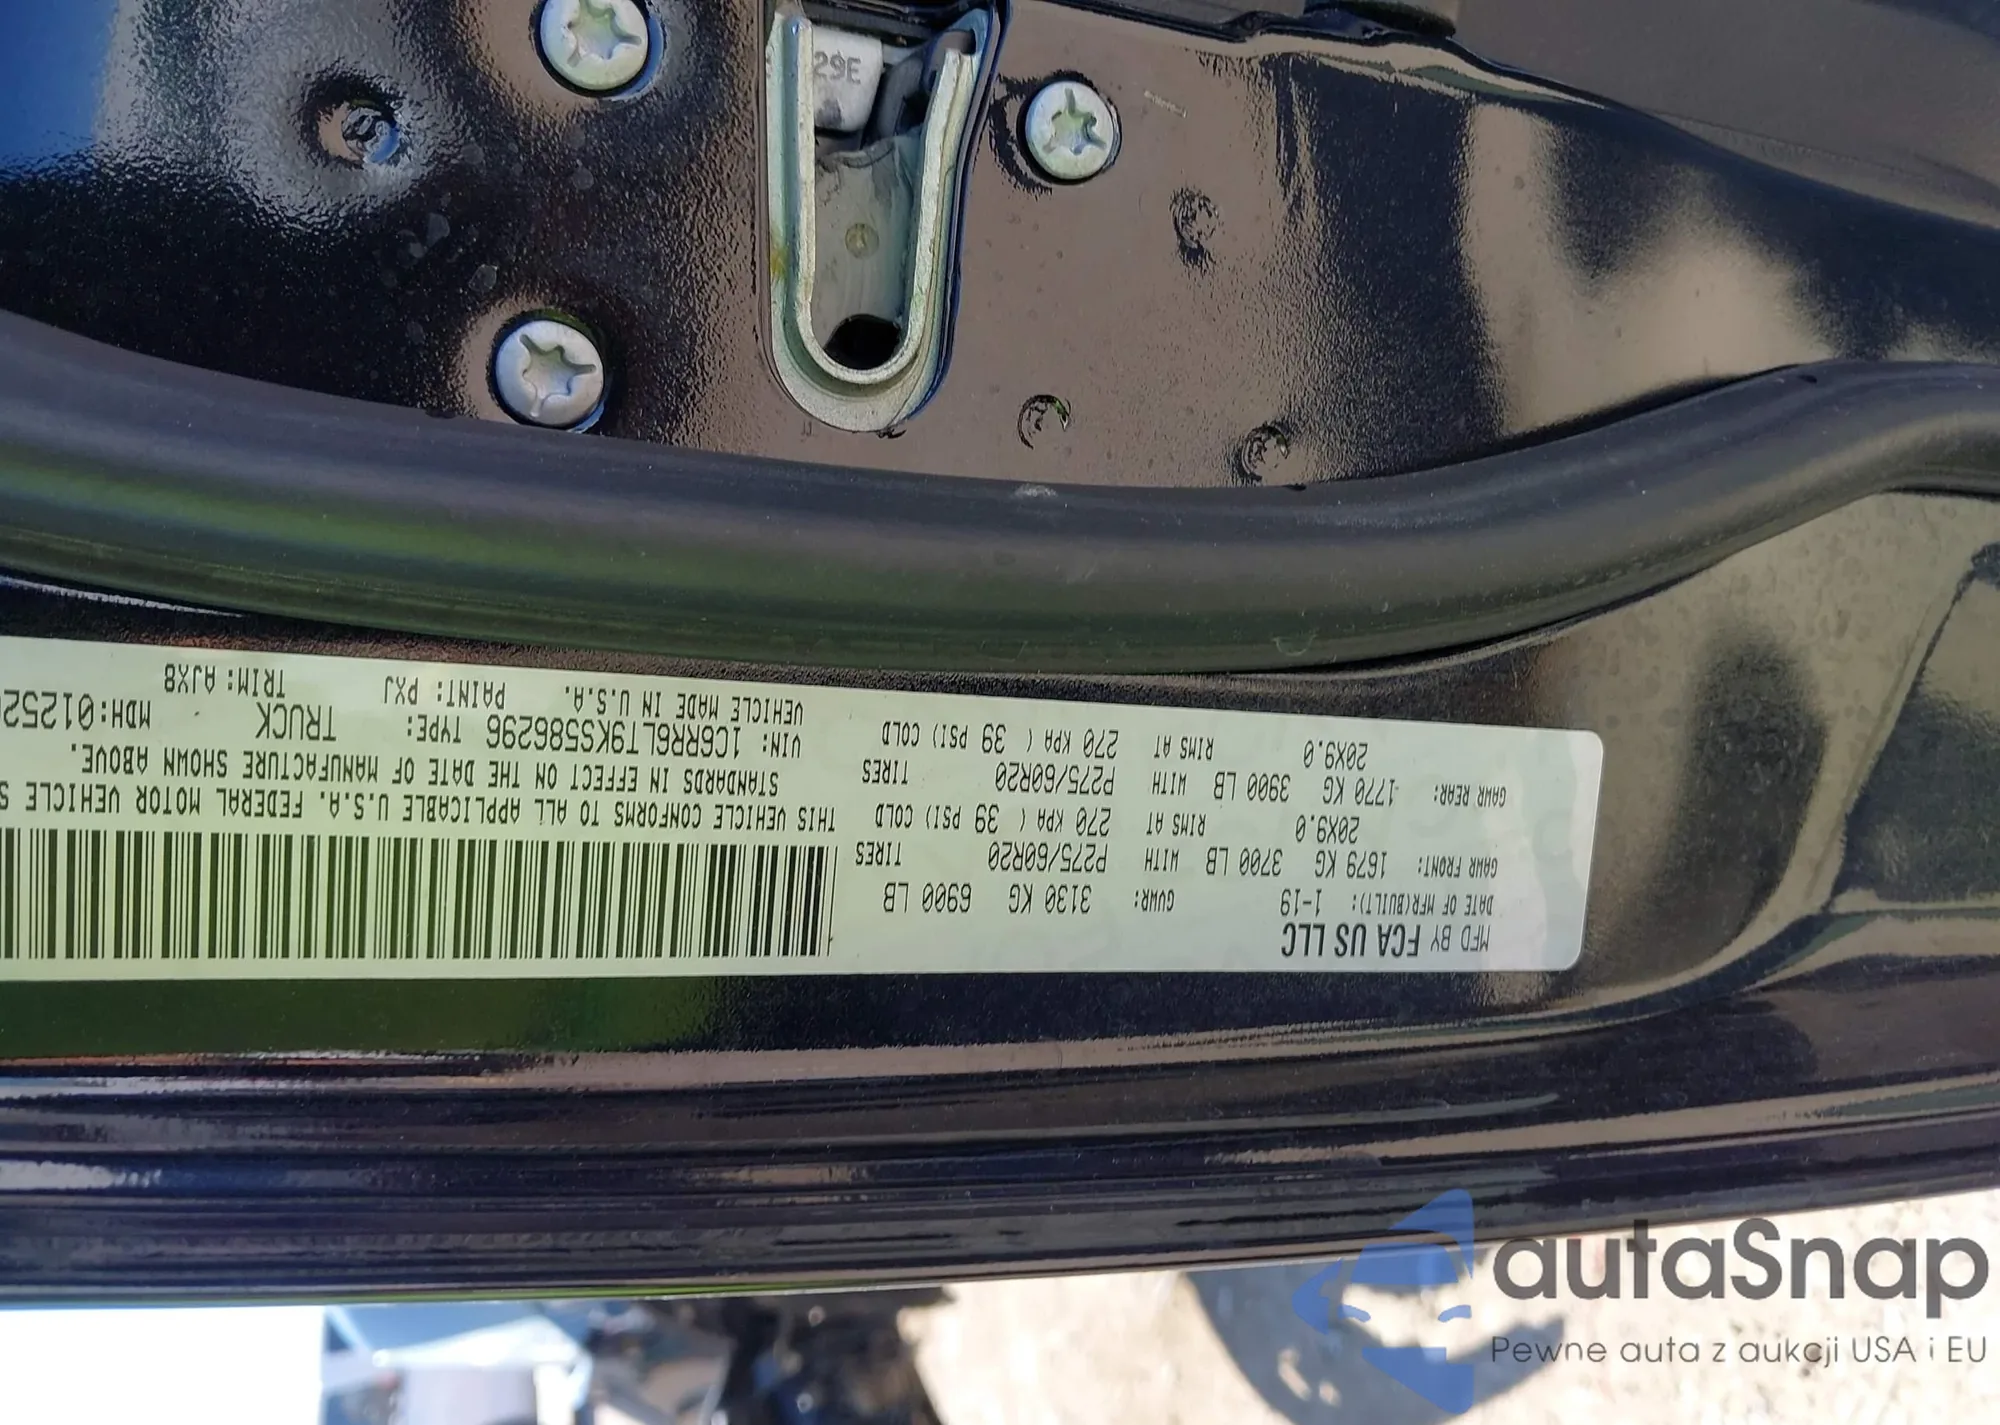 29E
MFD BY FCA US LLC
DATE OF MFR(BUILT): 1-19 GVWR: 3130 KG 6900 LB
GAWR FRONT: 1679 KG 3700 LB WITH P275/60R20 TIRES
20X9.0 RIMS AT 270 KPA ( 39 PSI) COLD
GAWR REAR: 1770 KG 3900 LB WITH P275/60R20 TIRES
20X9.0 RIMS AT 270 KPA ( 39 PSI) COLD
THIS VEHICLE CONFORMS TO ALL APPLICABLE U.S.A. FEDERAL MOTOR VEHICLE S
STANDARDS IN EFFECT ON THE DATE OF MANUFACTURE SHOWN ABOVE.
VIN: 1C6RR6LT9KS586296 TYPE: TRUCK MDH:01252
VEHICLE MADE IN U.S.A. PAINT: PXJ TRIM: AJX8
autaSnap
Pewne auta z aukcji USA i EU